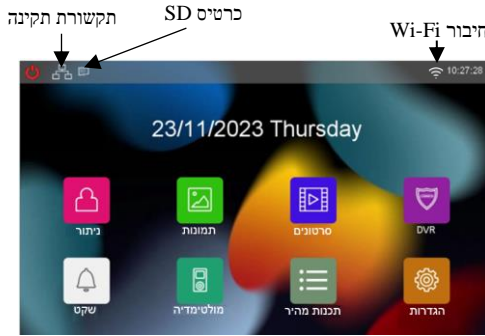 תקשורת תקינה
כרטיס SD
חיבור Wi-Fi
10:27:28
23/11/2023 Thursday
ניתור
תמונות
סרטונים
DVR
שקט
מולטימדיה
תכנות מהיר
הגדרות